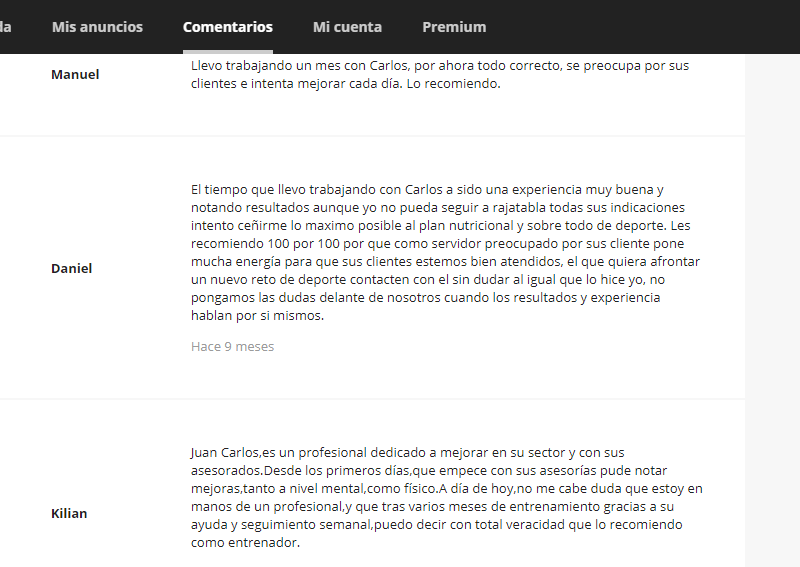 da Mis anuncios Comentarios Mi cuenta Premium
Manuel
Llevo trabajando un mes con Carlos, por ahora todo correcto, se preocupa por sus
clientes e intenta mejorar cada día. Lo recomiendo.
Daniel
El tiempo que llevo trabajando con Carlos a sido una experiencia muy buena y
notando resultados aunque yo no pueda seguir a rajatabla todas sus indicaciones
intento ceñirme lo maximo posible al plan nutricional y sobre todo de deporte. Les
recomiendo 100 por 100 por que como servidor preocupado por sus cliente pone
mucha energía para que sus clientes estemos bien atendidos, el que quiera afrontar
un nuevo reto de deporte contacten con el sin dudar al igual que lo hice yo, no
pongamos las dudas delante de nosotros cuando los resultados y experiencia
hablan por si mismos.
Hace 9 meses
Kilian
Juan Carlos,es un profesional dedicado a mejorar en su sector y con sus
asesorados.Desde los primeros días,que empece con sus asesorías pude notar
mejoras,tanto a nivel mental,como físico.A día de hoy,no me cabe duda que estoy en
manos de un profesional,y que tras varios meses de entrenamiento gracias a su
ayuda y seguimiento semanal,puedo decir con total veracidad que lo recomiendo
como entrenador.